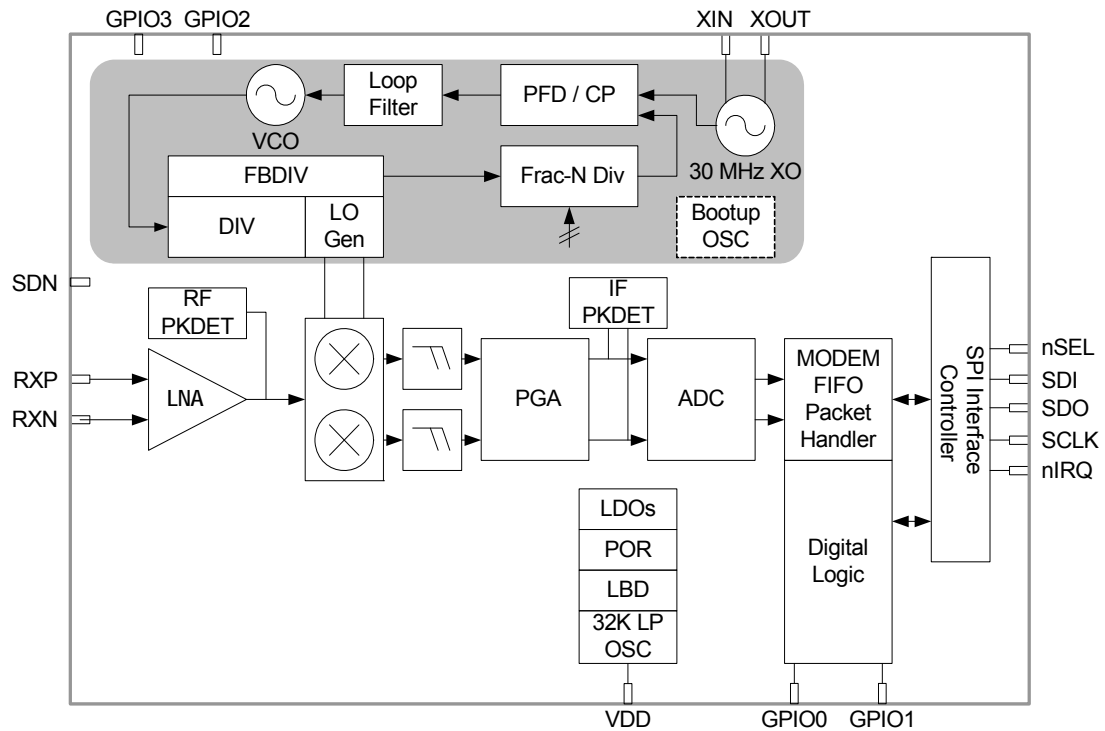 GPIO3 GPIO2
XIN XOUT
Loop
Filter
PFD / CP
VCO
30 MHz XO
FBDIV
Frac-N Div
DIV
LO
Gen
Bootup
OSC
SDN
RF
PKDET
IF
PKDET
RXP
RXN
LNA
PGA
ADC
MODEM
FIFO
Packet
Handler
SPI Interface
Controller
nSEL
SDI
SDO
SCLK
nIRQ
LDOs
POR
LBD
32K LP
OSC
Digital
Logic
VDD
GPIO0 GPIO1